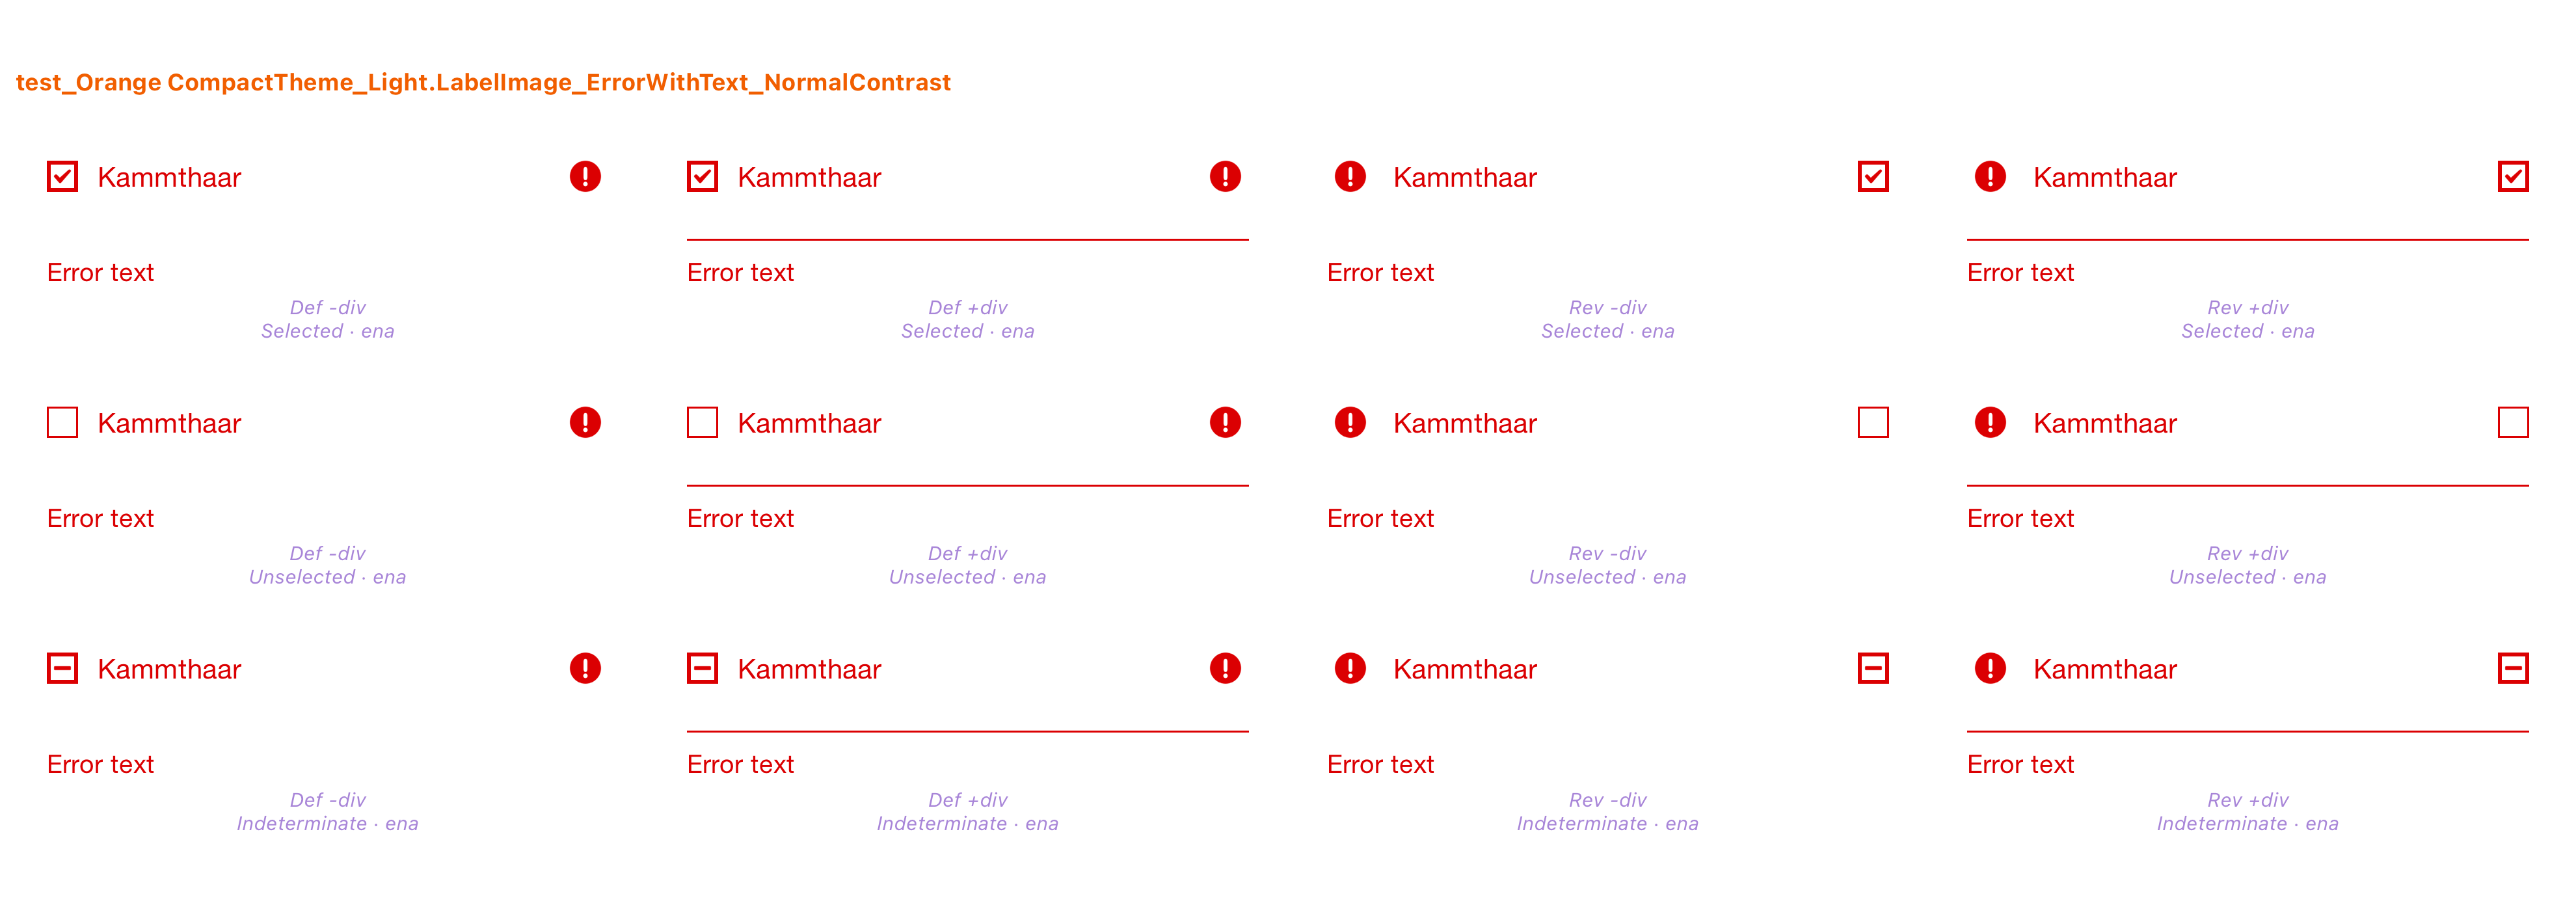 test_Orange CompactTheme_Light.LabelImage_ErrorWithText_NormalContrast
Kammthaar
Kammthaar
Kammthaar
Kammthaar
Error text
Error text
Error text
Error text
Def -div
Def +div
Rev -div
Rev +div
Selected · ena
Selected · ena
Selected · ena
Selected · ena
Kammthaar
Kammthaar
Kammthaar
Kammthaar
Error text
Error text
Error text
Error text
Def -div
Def +div
Rev -div
Rev +div
Unselected · ena
Unselected · ena
Unselected · ena
Unselected · ena
Kammthaar
Kammthaar
Kammthaar
Kammthaar
Error text
Error text
Error text
Error text
Def -div
Def +div
Rev -div
Rev +div
Indeterminate · ena
Indeterminate · ena
Indeterminate · ena
Indeterminate · ena